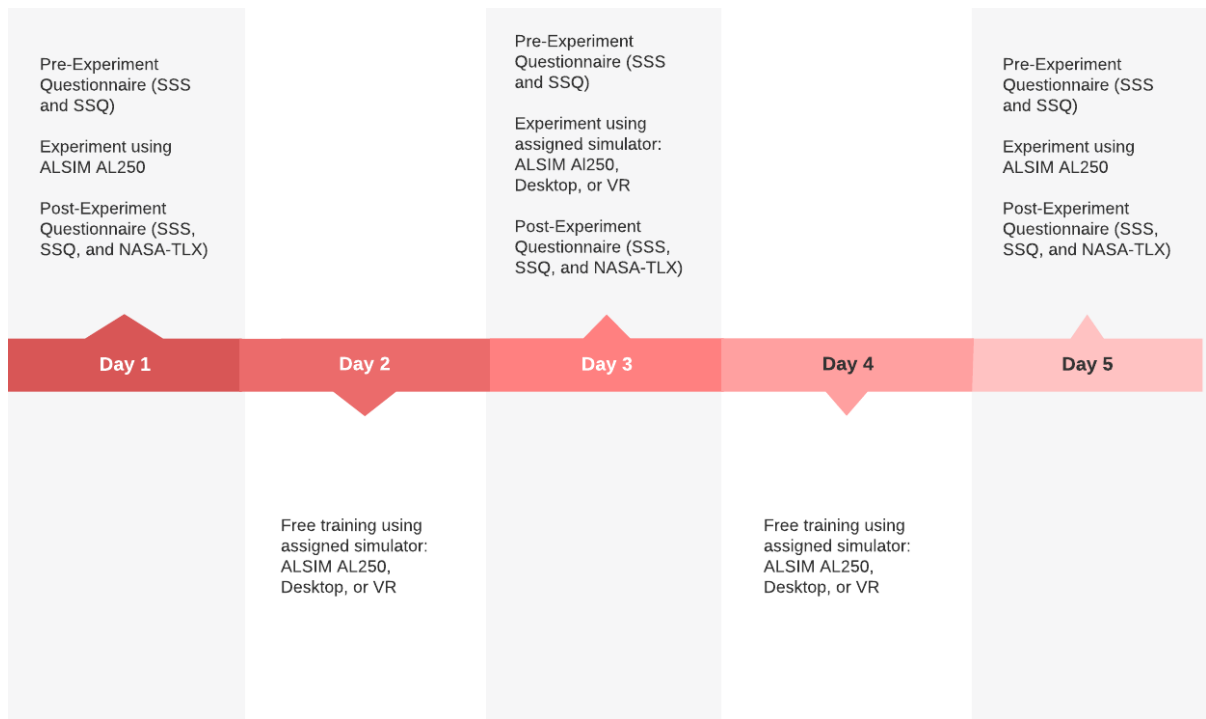 Pre-Experiment
Questionnaire (SSS
and SSQ)
Experiment using
ALSIM AL250
Post-Experiment
Questionnaire (SSS,
SSQ, and NASA-TLX)
Pre-Experiment
Questionnaire (SSS
and SSQ)
Experiment using
assigned simulator:
ALSIM Al250,
Desktop, or VR
Post-Experiment
Questionnaire (SSS,
SSQ, and NASA-TLX)
Pre-Experiment
Questionnaire (SSS
and SSQ)
Experiment using
ALSIM AL250
Post-Experiment
Questionnaire (SSS,
SSQ, and NASA-TLX)
Day 1
Day 2
Day 3
Day 4
Day 5
Free training using
assigned simulator:
ALSIM AL250,
Desktop, or VR
Free training using
assigned simulator:
ALSIM AL250,
Desktop, or VR